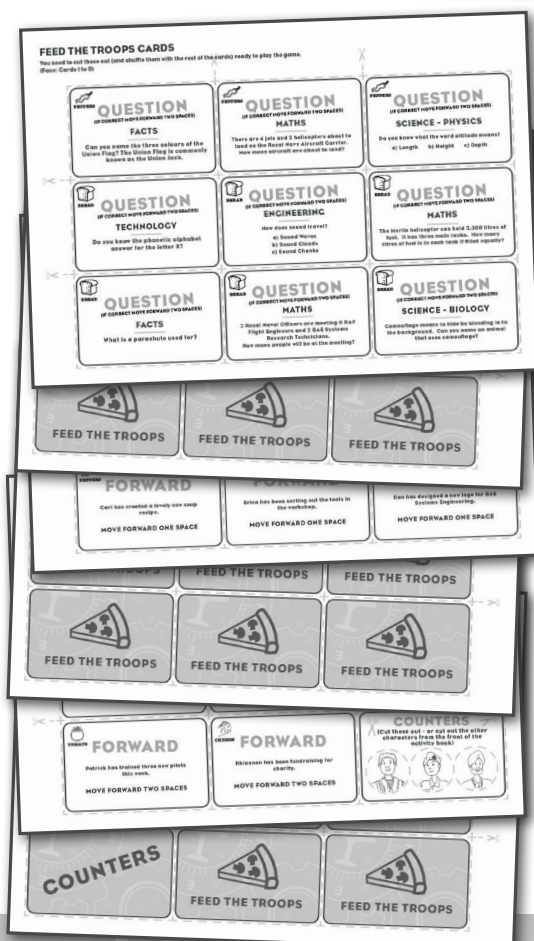 FEED THE TROOPS CARDS
You need to cut these out (and shuffle them with the rest of the cards) ready to play the game.
(Face: Cards 1 to 9)
PEPPERS
QUESTION
(IF CORRECT MOVE FORWARD TWO SPACES)
FACTS
Can you name the three colours of the
Union Flag? The Union Flag is commonly
known as the Union Jack.
PEPPERS
QUESTION
(IF CORRECT MOVE FORWARD TWO SPACES)
MATHS
There are 4 jets and 2 helicopters about to
land on the Royal Navy Aircraft Carrier.
How many aircraft are about to land?
PEPPERS
QUESTION
(IF CORRECT MOVE FORWARD TWO SPACES)
SCIENCE - PHYSICS
Do you know what the word altitude means?
a) Length b) Height c) Depth
BREAD
QUESTION
(IF CORRECT MOVE FORWARD TWO SPACES)
TECHNOLOGY
Do you know the phonetic alphabet
answer for the letter X?
BREAD
QUESTION
(IF CORRECT MOVE FORWARD TWO SPACES)
ENGINEERING
How does sound travel?
a) Sound Waves
b) Sound Clouds
c) Sound Chunks
BREAD
QUESTION
(IF CORRECT MOVE FORWARD TWO SPACES)
MATHS
The Merlin helicopter can hold 3,300 litres of
fuel. It has three main tanks. How many
litres of fuel is in each tank if filled equally?
BREAD
QUESTION
(IF CORRECT MOVE FORWARD TWO SPACES)
FACTS
What is a parachute used for?
BREAD
QUESTION
(IF CORRECT MOVE FORWARD TWO SPACES)
MATHS
3 Royal Naval Officers are meeting 6 RAF
Flight Engineers and 2 BAE Systems
Research Technicians.
How many people will be at the meeting?
BREAD
QUESTION
(IF CORRECT MOVE FORWARD TWO SPACES)
SCIENCE - BIOLOGY
Camouflage means to hide by blending in to
the background. Can you name an animal
that uses camouflage?
FEED THE TROOPS
FEED THE TROOPS
FEED THE TROOPS
PEPPERS
FORWARD
Carl has created a lovely new soup
recipe.
MOVE FORWARD ONE SPACE
FORWARD
Erica has been sorting out the tools in
the workshop.
MOVE FORWARD ONE SPACE
Dan has designed a new logo for BAE
Systems Engineering.
MOVE FORWARD ONE SPACE
FEED THE TROOPS
FEED THE TROOPS
FEED THE TROOPS
FEED THE TROOPS
FEED THE TROOPS
TOMATO
FORWARD
Patrick has trained three new pilots
this week.
MOVE FORWARD TWO SPACES
CHEESE
FORWARD
Rhiannon has been fundraising for
charity.
MOVE FORWARD TWO SPACES
COUNTERS
(Cut these out - or cut out the other
characters from the front of the
activity book)
COUNTERS
FEED THE TROOPS
FEED THE TROOPS